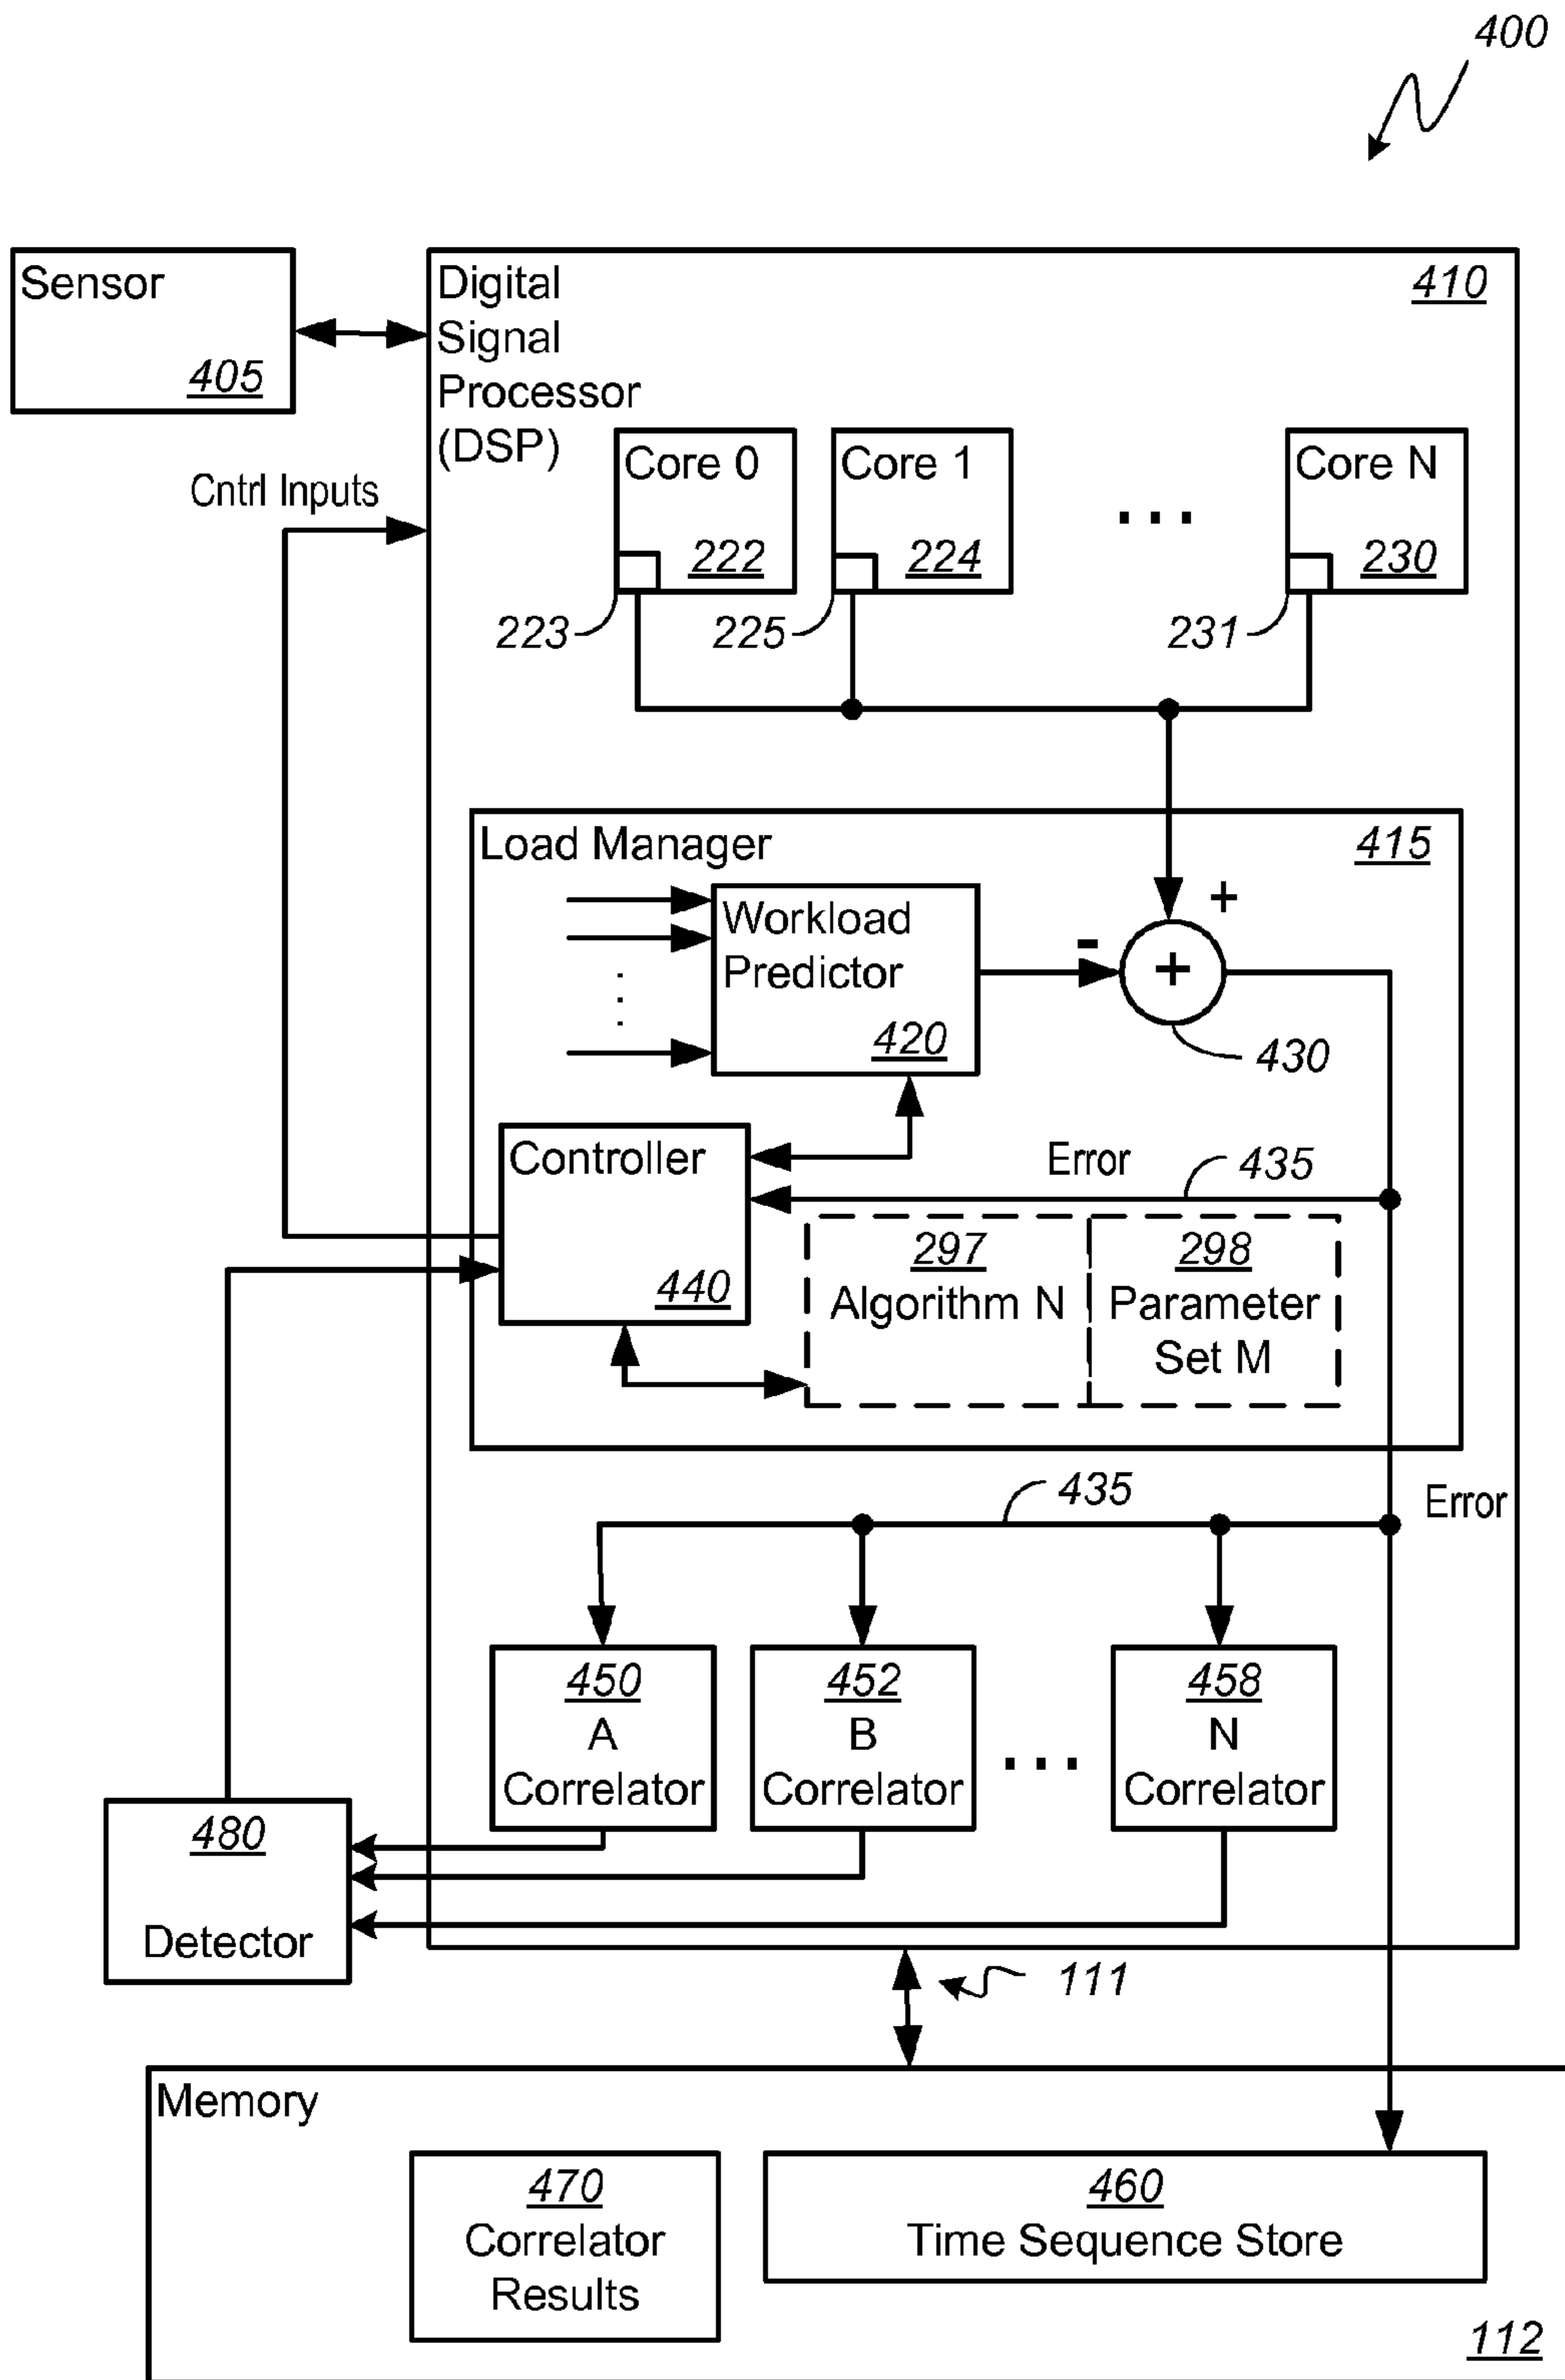 400
Sensor
405
Digital
Signal
Processor
(DSP)
410
Cntrl Inputs
Core 0
222
Core 1
224
...
Core N
230
223
225
231
Load Manager
415
Workload
Predictor
420
-
+
+
430
Controller
440
Error
435
297
Algorithm N
298
Parameter
Set M
435
Error
450
A
Correlator
452
B
Correlator
...
458
N
Correlator
480
Detector
111
Memory
470
Correlator
Results
460
Time Sequence Store
112